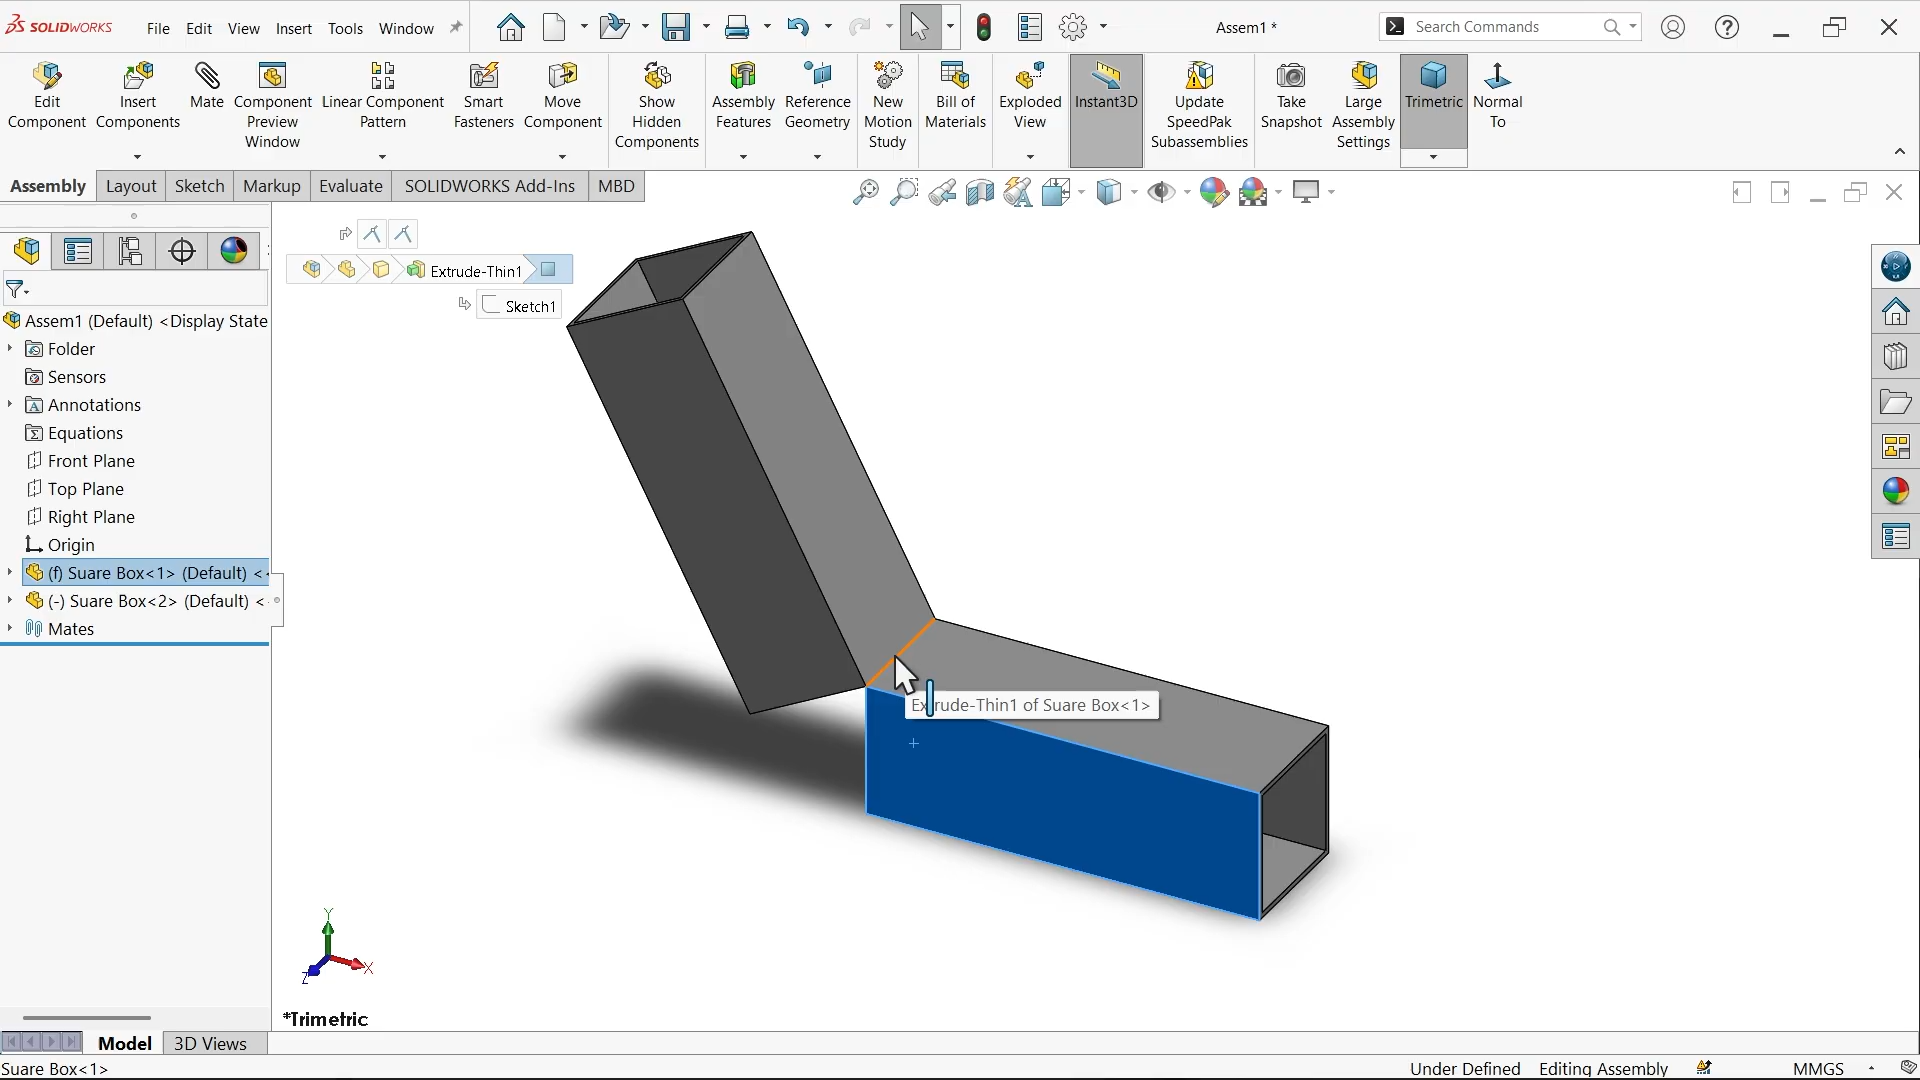 SOLIDWORKS File Edit View Insert Tools Window Assem1 * Search Commands
Edit Component
Insert Components
Mate
Component Preview Window
Linear Component Pattern
Smart Fasteners
Move Component
Show Hidden Components
Assembly Features
Reference Geometry
New Motion Study
Bill of Materials
Exploded View
Instant3D
Update SpeedPak Subassemblies
Take Snapshot
Large Assembly Settings
Trimetric
Normal To
Assembly Layout Sketch Markup Evaluate SOLIDWORKS Add-Ins MBD
Extrude-Thin1
Sketch1
Assem1 (Default) <Display State
Folder
Sensors
Annotations
Equations
Front Plane
Top Plane
Right Plane
Origin
(f) Suare Box<1> (Default) <
(-) Suare Box<2> (Default) <
Mates
Extrude-Thin1 of Suare Box<1>
Y
X
Z
*Trimetric
Model 3D Views
Suare Box<1> Under Defined Editing Assembly MMGS